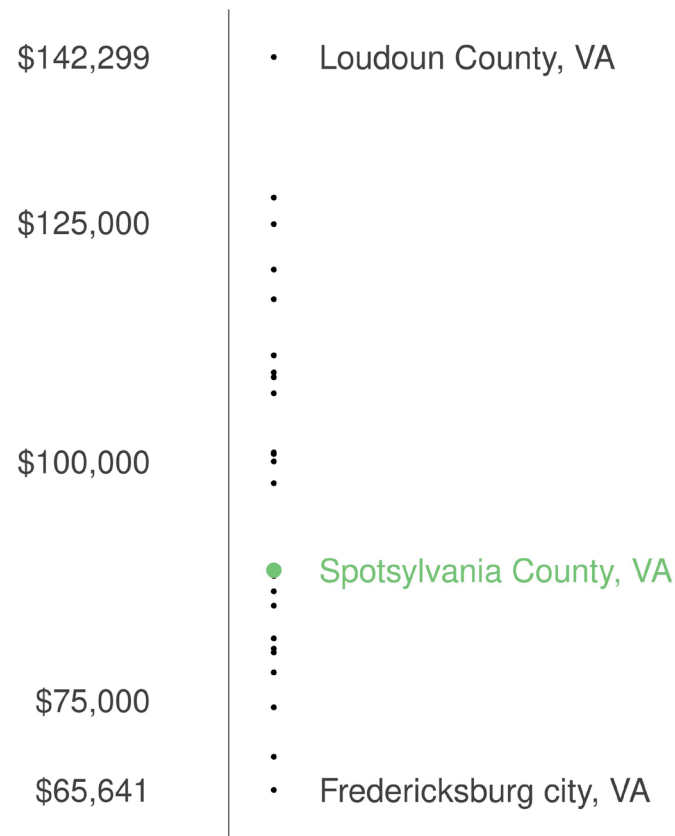 $142,299 Loudoun County, VA
$125,000
$100,000
Spotsylvania County, VA
$75,000
$65,641 Fredericksburg city, VA